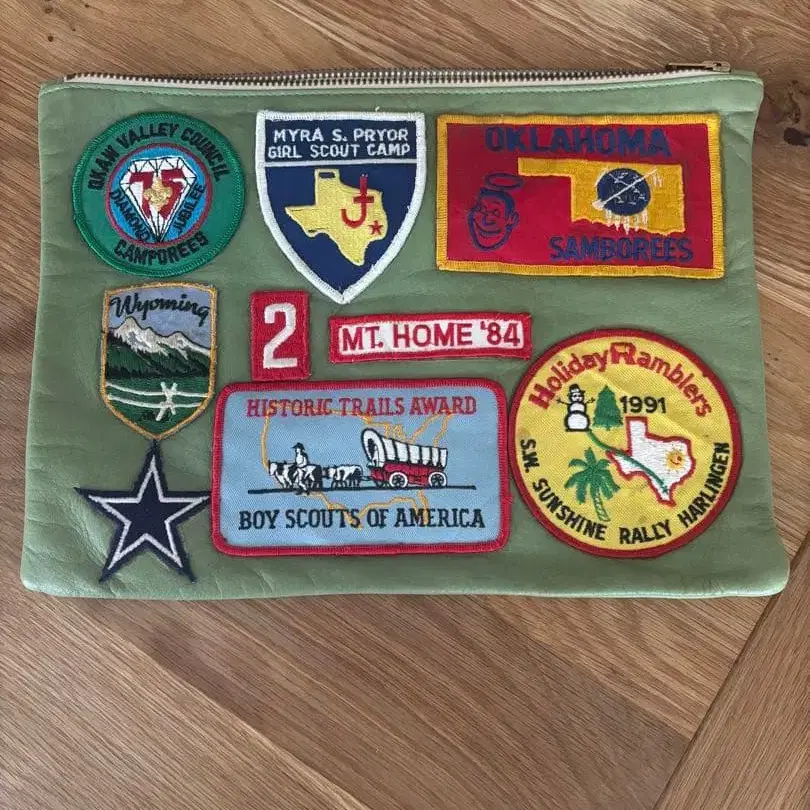 OKAW VALLEY COUNCIL
75
DIAMOND JUBILEE
CAMPOREES
MYRA S. PRYOR
GIRL SCOUT CAMP
OKLAHOMA
SAMBOREES
Wyoming
2
MT. HOME '84
HISTORIC TRAILS AWARD
BOY SCOUTS OF AMERICA
Holiday Ramblers
1991
S.W. SUNSHINE RALLY HARLINGEN